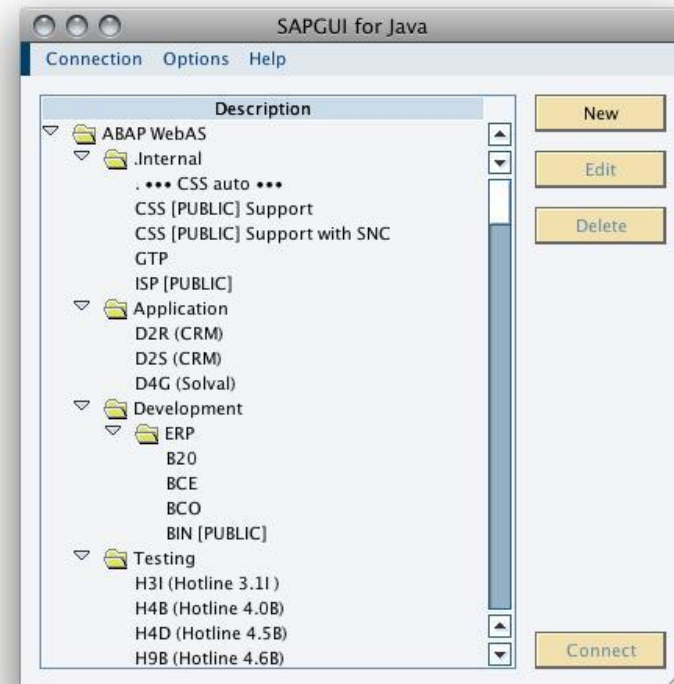 SAPGUI for Java
Connection Options Help
Description
ABAP WebAS
.Internal
. ••• CSS auto •••
CSS [PUBLIC] Support
CSS [PUBLIC] Support with SNC
GTP
ISP [PUBLIC]
Application
D2R (CRM)
D2S (CRM)
D4G (Solval)
Development
ERP
B20
BCE
BCO
BIN [PUBLIC]
Testing
H3I (Hotline 3.1I )
H4B (Hotline 4.0B)
H4D (Hotline 4.5B)
H9B (Hotline 4.6B)
New
Edit
Delete
Connect